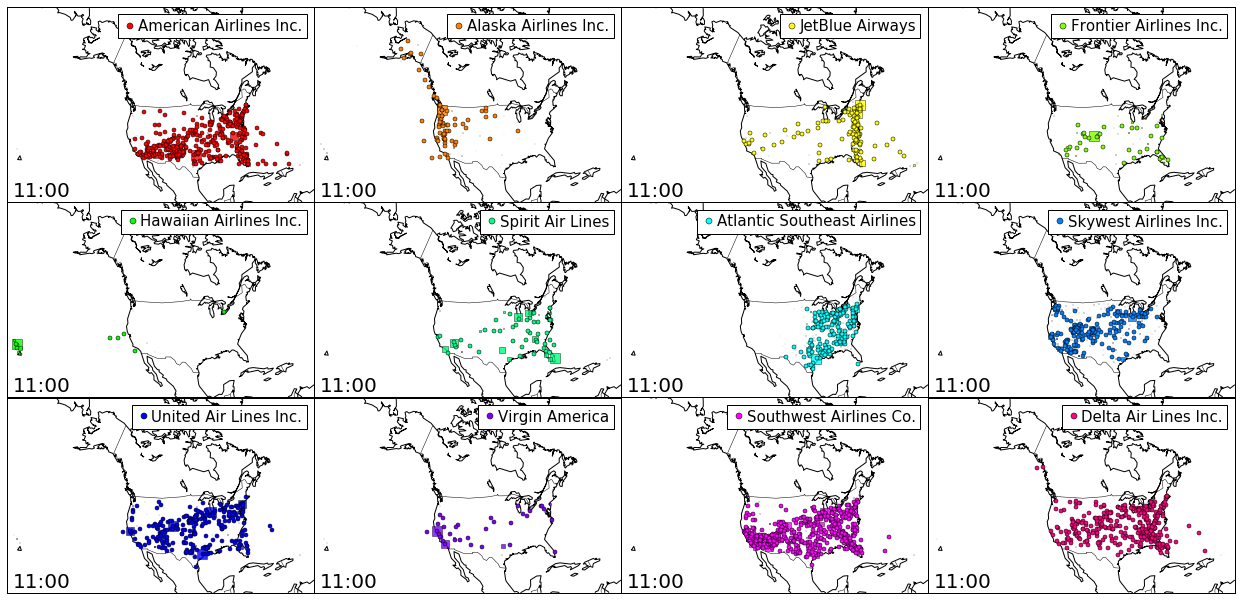 American Airlines Inc.
Alaska Airlines Inc.
JetBlue Airways
Frontier Airlines Inc.
11:00
11:00
11:00
11:00
Hawaiian Airlines Inc.
Spirit Air Lines
Atlantic Southeast Airlines
Skywest Airlines Inc.
11:00
11:00
11:00
11:00
United Air Lines Inc.
Virgin America
Southwest Airlines Co.
Delta Air Lines Inc.
11:00
11:00
11:00
11:00